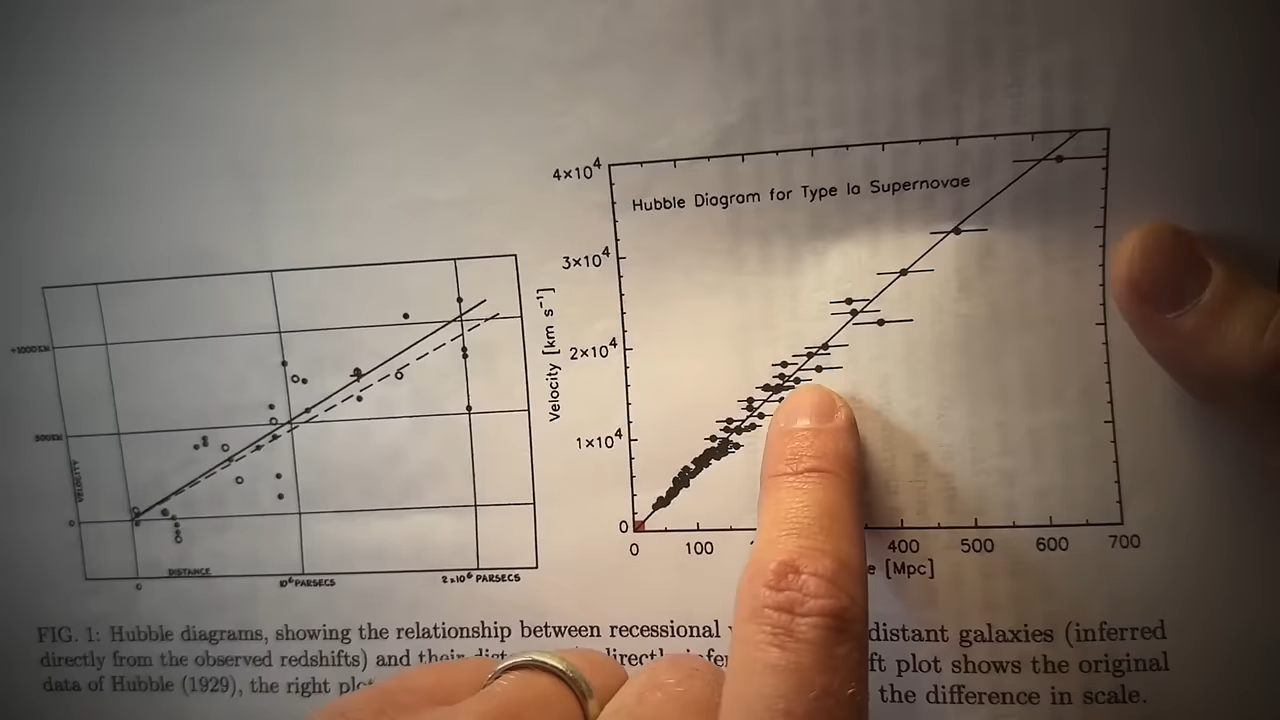 4×10⁴
Hubble Diagram for Type Ia Supernovae
3×10⁴
Velocity [km s⁻¹]
2×10⁴
1×10⁴
0
0 100 400 500 600 700
[Mpc]
+1000 KM
500KM
VELOCITY
0
DISTANCE
0
10⁶ PARSECS
2×10⁶ PARSECS
FIG. 1: Hubble diagrams, showing the relationship between recessional distant galaxies (inferred
directly from the observed redshifts) and their plot shows the original
data of Hubble (1929), the right the difference in scale.